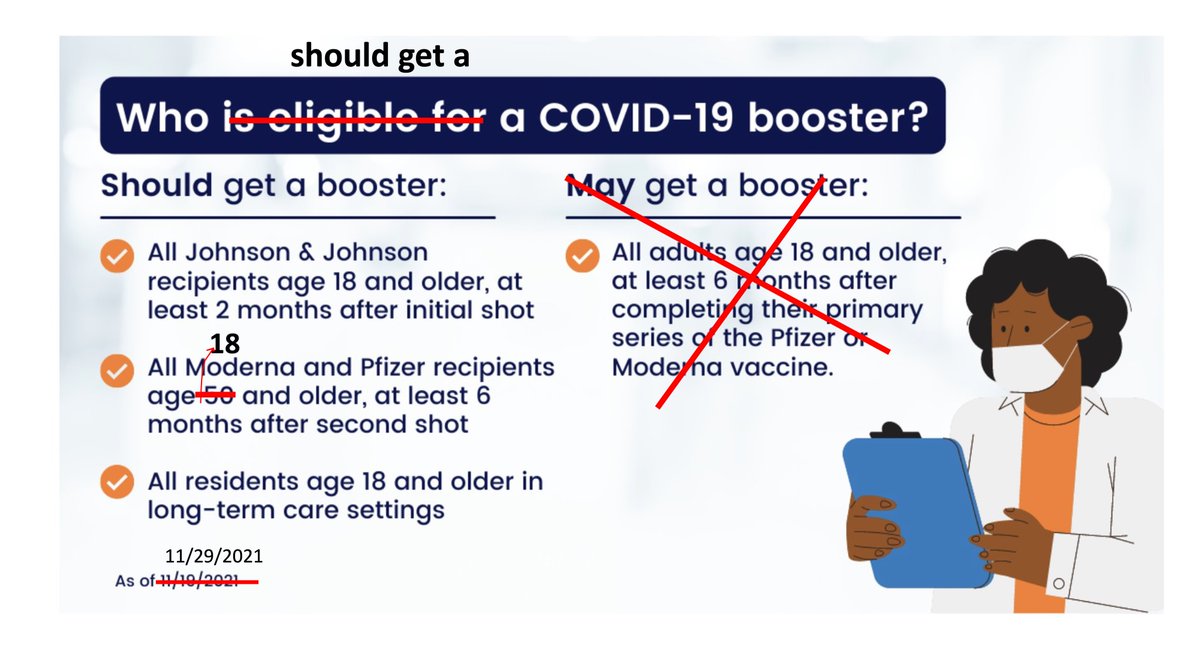 should get a
Who is eligible for a COVID-19 booster?
Should get a booster:
All Johnson & Johnson
recipients age 18 and older, at
least 2 months after initial shot
18
All Moderna and Pfizer recipients
age 50 and older, at least 6
months after second shot
All residents age 18 and older in
long-term care settings
May get a booster:
All adults age 18 and older,
at least 6 months after
completing their primary
series of the Pfizer or
Moderna vaccine.
11/29/2021
As of 11/19/2021